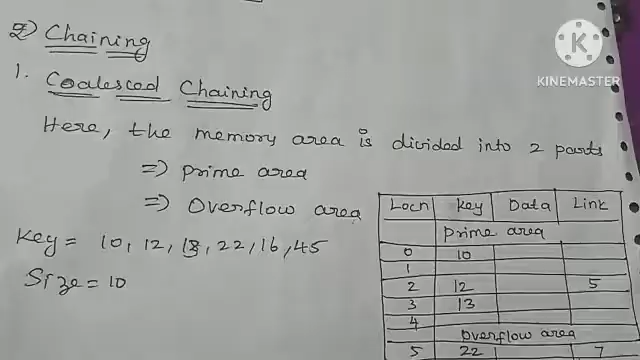 2) Chaining
K
KINEMASTER
1. Coalesced Chaining
Here, the memory area is divided into 2 parts
=> prime area
=> overflow area
Key = 10, 12, 13, 22, 16, 45
Size = 10
Locn key Data Link
prime area
0 10
1
2 12 5
3 13
4
Overflow area
5 22 7